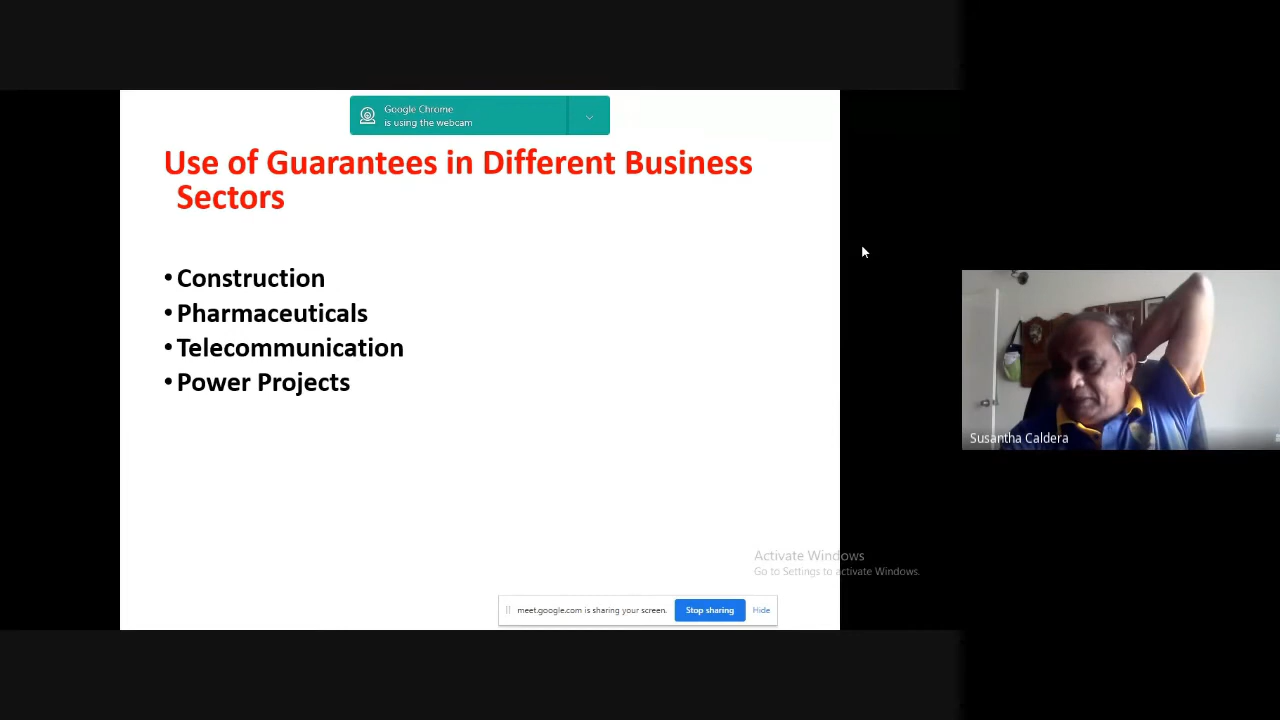 Google Chrome
is using the webcam
Use of Guarantees in Different Business
Sectors
• Construction
• Pharmaceuticals
• Telecommunication
• Power Projects
Susantha Caldera
Activate Windows
Go to Settings to activate Windows.
meet.google.com is sharing your screen. Stop sharing Hide